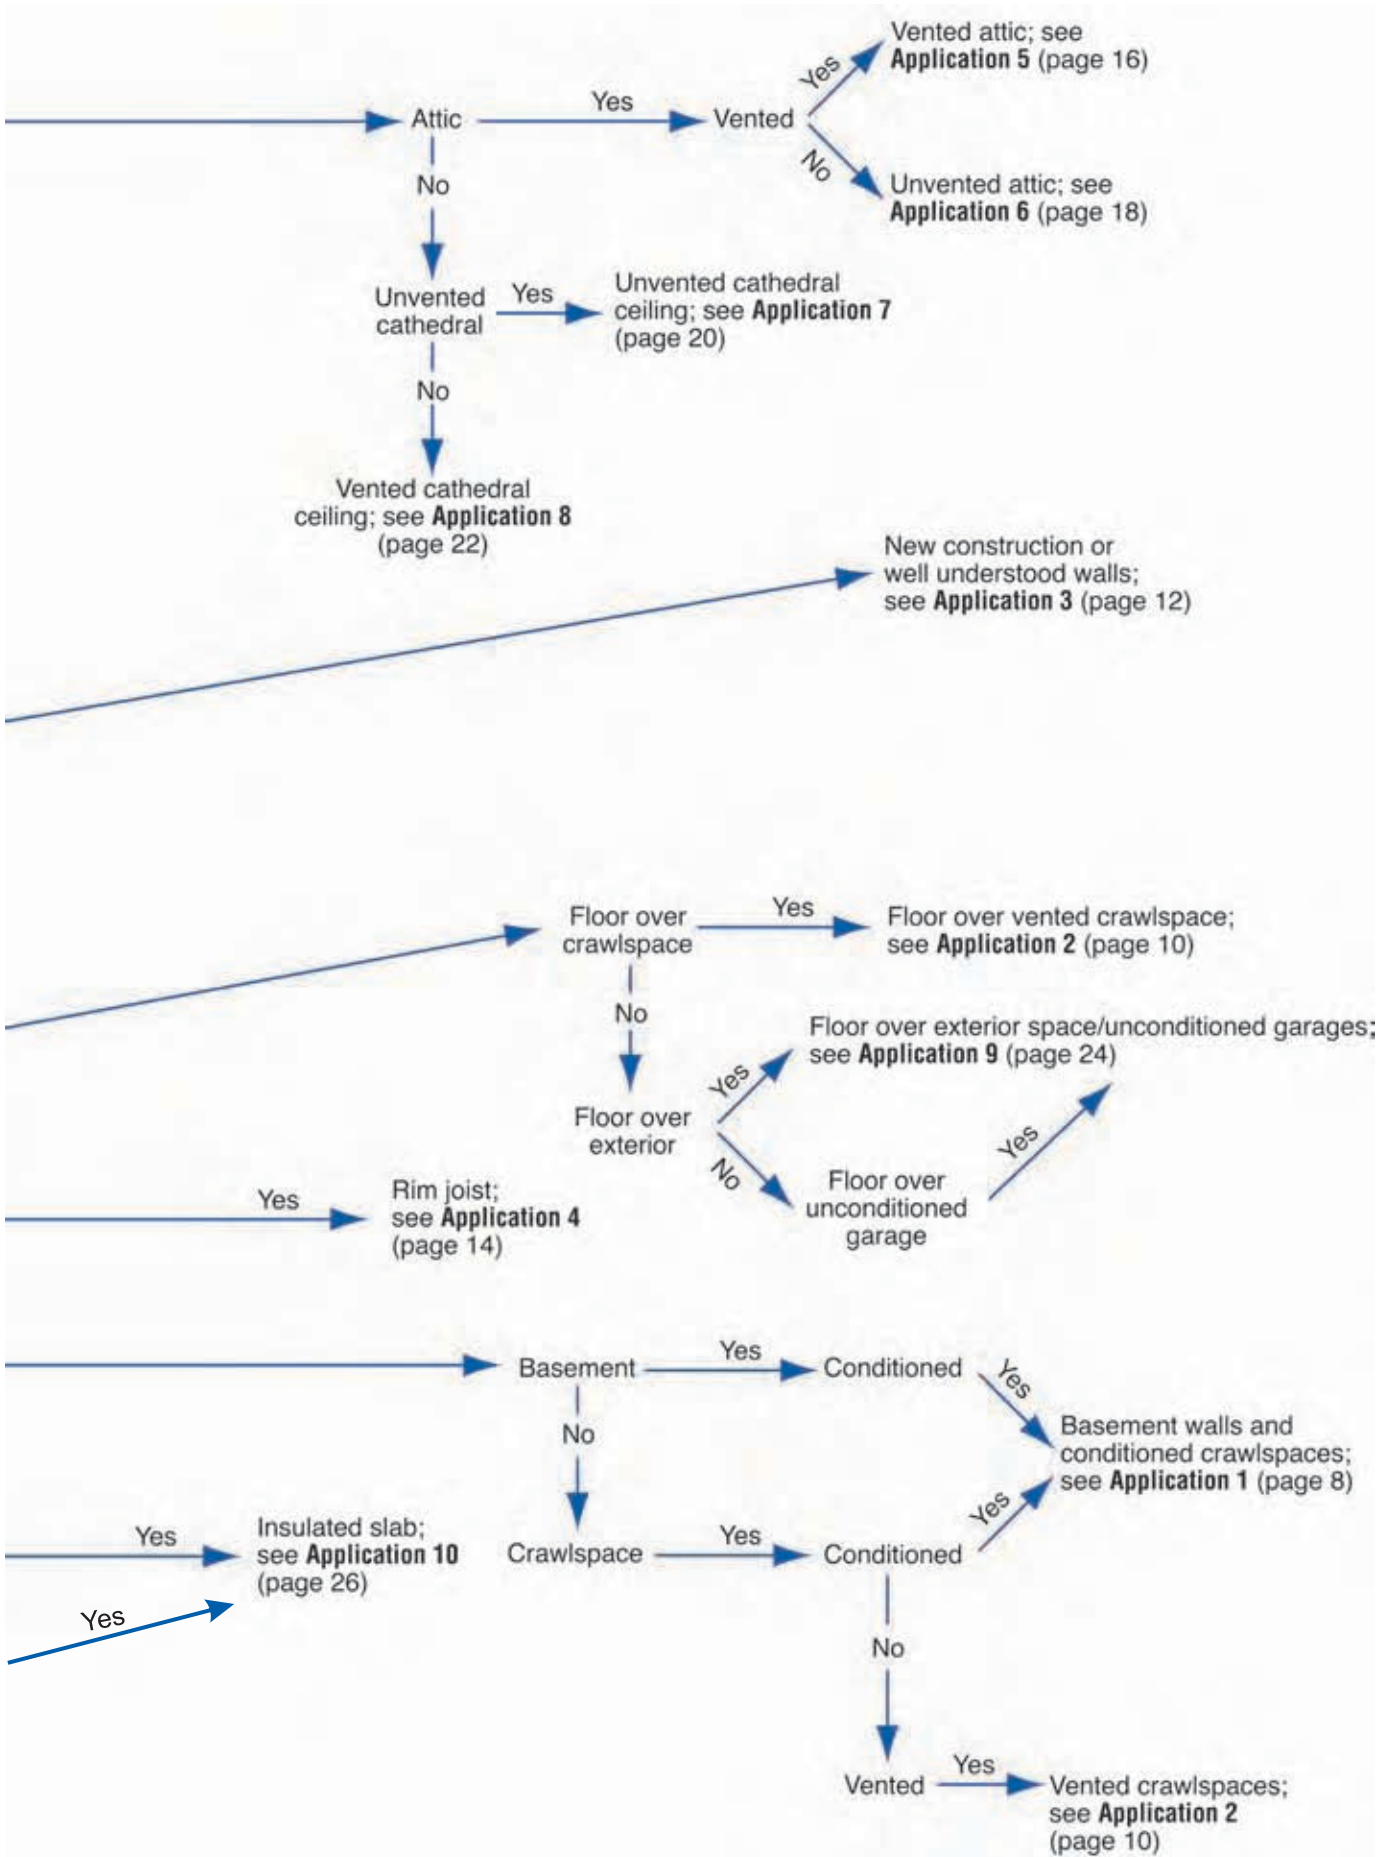 Vented attic; see
Application 5 (page 16)
Yes
Attic
Yes
Vented
No
Unvented attic; see
Application 6 (page 18)
No
Unvented
cathedral
Yes
Unvented cathedral
ceiling; see Application 7
(page 20)
No
Vented cathedral
ceiling; see Application 8
(page 22)
New construction or
well understood walls;
see Application 3 (page 12)
Floor over
crawlspace
Yes
Floor over vented crawlspace;
see Application 2 (page 10)
No
Floor over exterior space/unconditioned garages;
see Application 9 (page 24)
Yes
Floor over
exterior
No
Floor over
unconditioned
garage
Yes
Yes
Rim joist;
see Application 4
(page 14)
Basement
Yes
Conditioned
Yes
No
Basement walls and
conditioned crawlspaces;
see Application 1 (page 8)
Yes
Insulated slab;
see Application 10
(page 26)
Yes
Crawlspace
Yes
Conditioned
Yes
No
Vented
Yes
Vented crawlspaces;
see Application 2
(page 10)